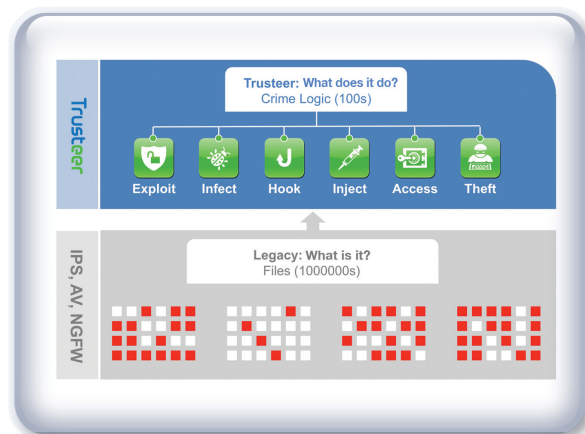 Trusteer
Trusteer: What does it do?
Crime Logic (100s)
Exploit
Infect
Hook
Inject
Access
Theft
IPS, AV, NGFW
Legacy: What is it?
Files (1000000s)